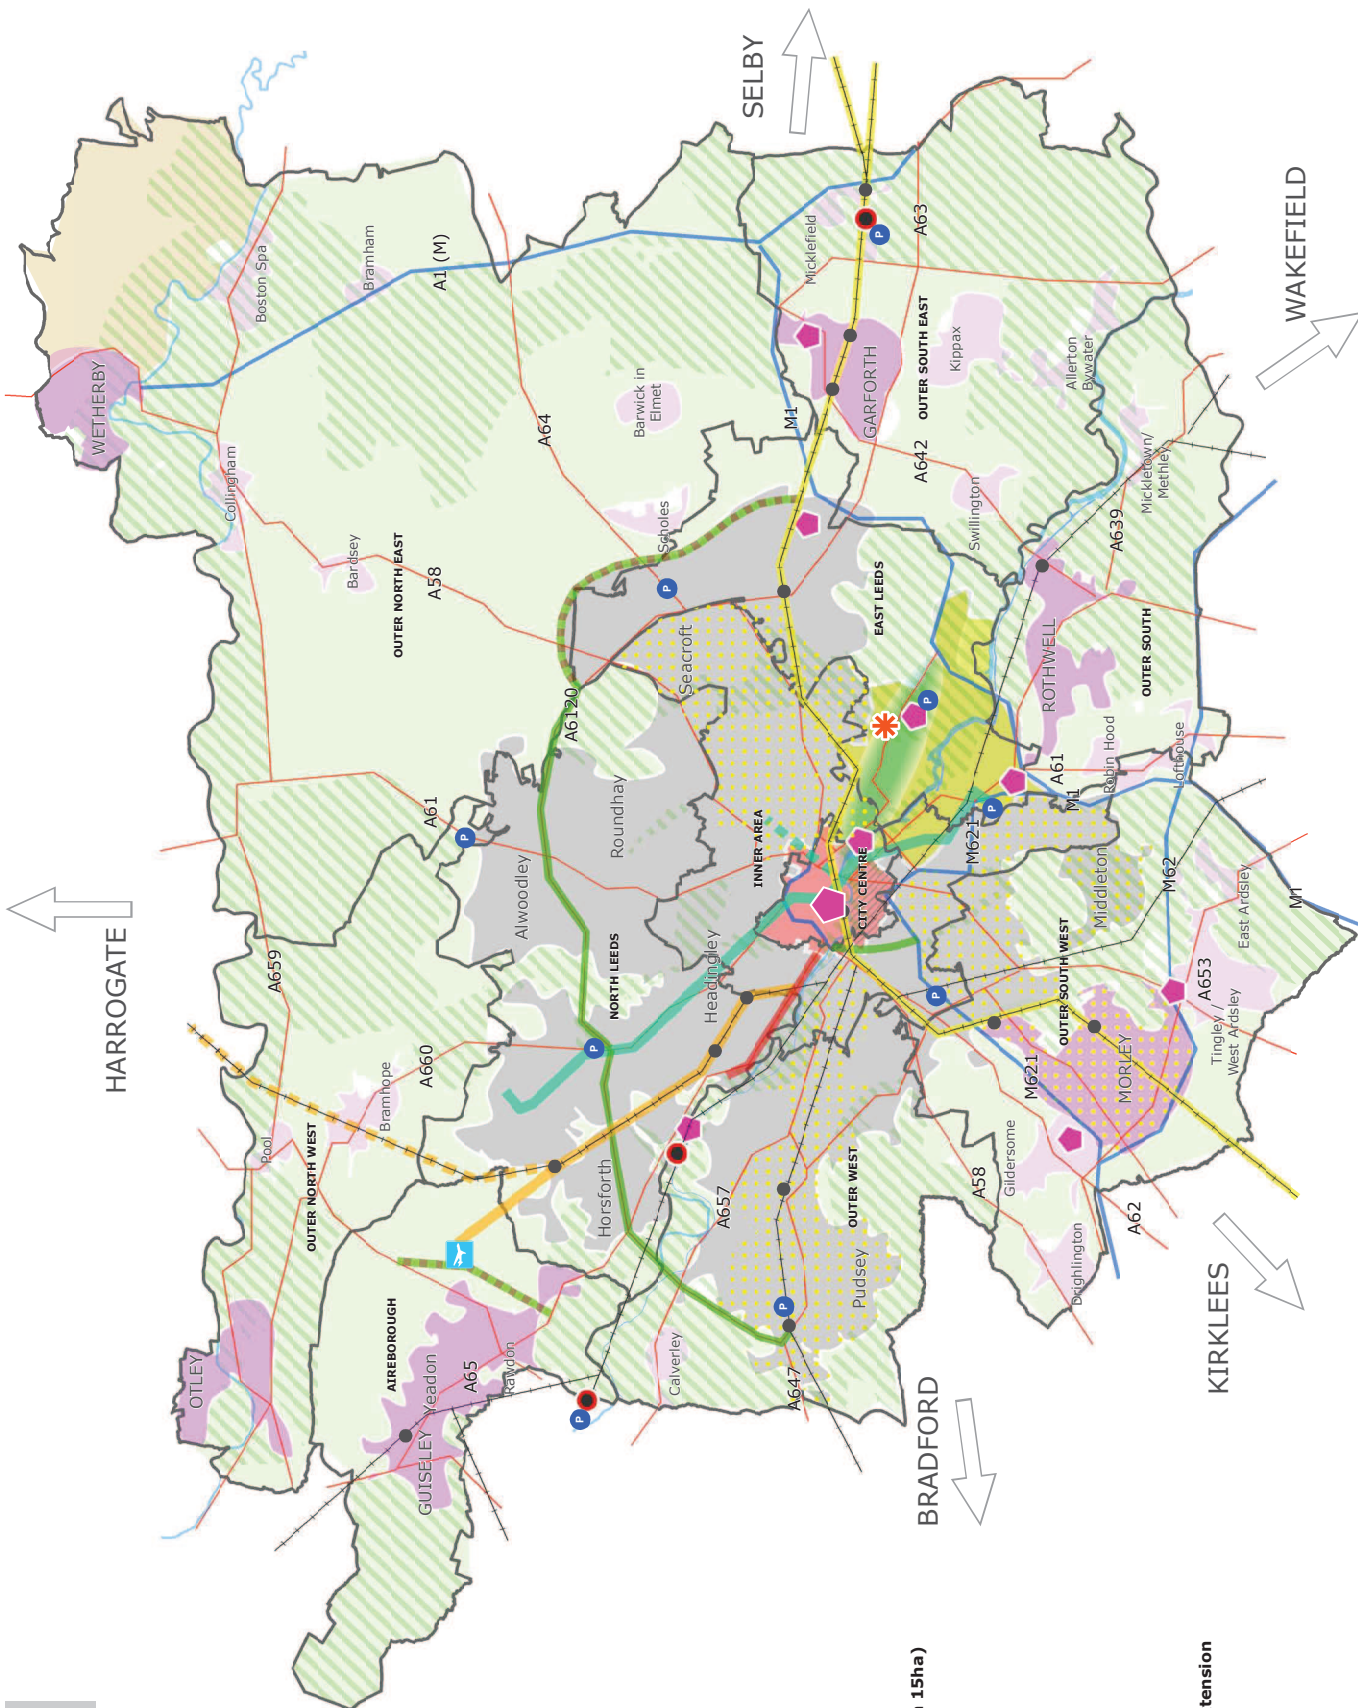 HARROGATE
SELBY
WAKEFIELD
KIRKLEES
BRADFORD
WETHERBY
Boston Spa
Bramham
A1 (M)
Collingham
Bardsey
OUTER NORTH EAST
A58
A64
Barwick in
Elmet
Scholes
M1
Micklefield
A63
GARFORTH
OUTER SOUTH EAST
Kippax
Allerton
Bywater
A642
Swillington
Mickletown/
Methley
A639
ROTHWELL
OUTER SOUTH
Robin Hood
Lofthouse
A61
M1
EAST LEEDS
Seacroft
A6120
Roundhay
A61
Alwoodley
INNER AREA
CITY CENTRE
M621
Middleton
M62
East Ardsley
M1
A653
Tingley /
West Ardsley
OUTER SOUTH WEST
MORLEY
M621
Gildersome
A58
A62
Drighlington
NORTH LEEDS
Headingley
A659
A660
Bramhope
Pool
OUTER NORTH WEST
Horsforth
A657
OUTER WEST
Pudsey
A647
Calverley
OTLEY
AIREBOROUGH
Yeadon
A65
Rawdon
GUISELEY
P
P
P
P
P
P
P
P
P
15ha)
tension